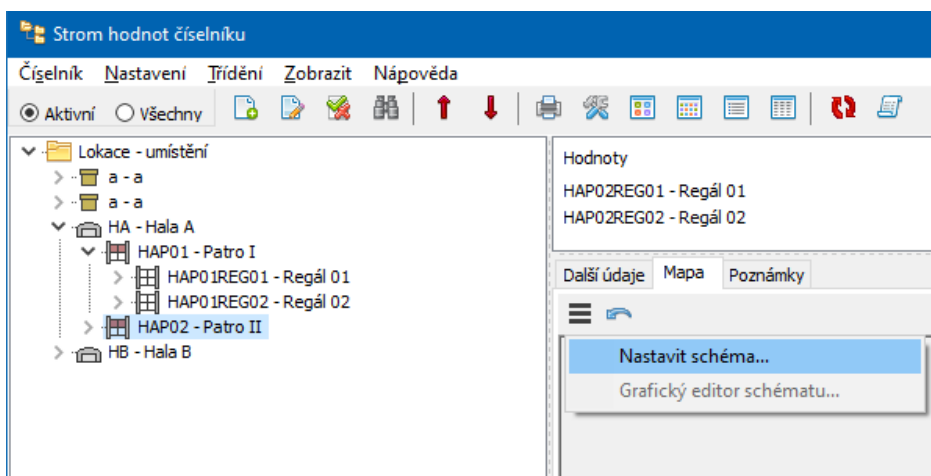 Strom hodnot číselníku
Číselník Nastavení Třídění Zobrazit Nápověda
Aktivní Všechny
Lokace - umístění
a - a
a - a
HA - Hala A
HAP01 - Patro I
HAP01REG01 - Regál 01
HAP01REG02 - Regál 02
HAP02 - Patro II
HB - Hala B
Hodnoty
HAP02REG01 - Regál 01
HAP02REG02 - Regál 02
Další údaje Mapa Poznámky
Nastavit schéma...
Grafický editor schématu...